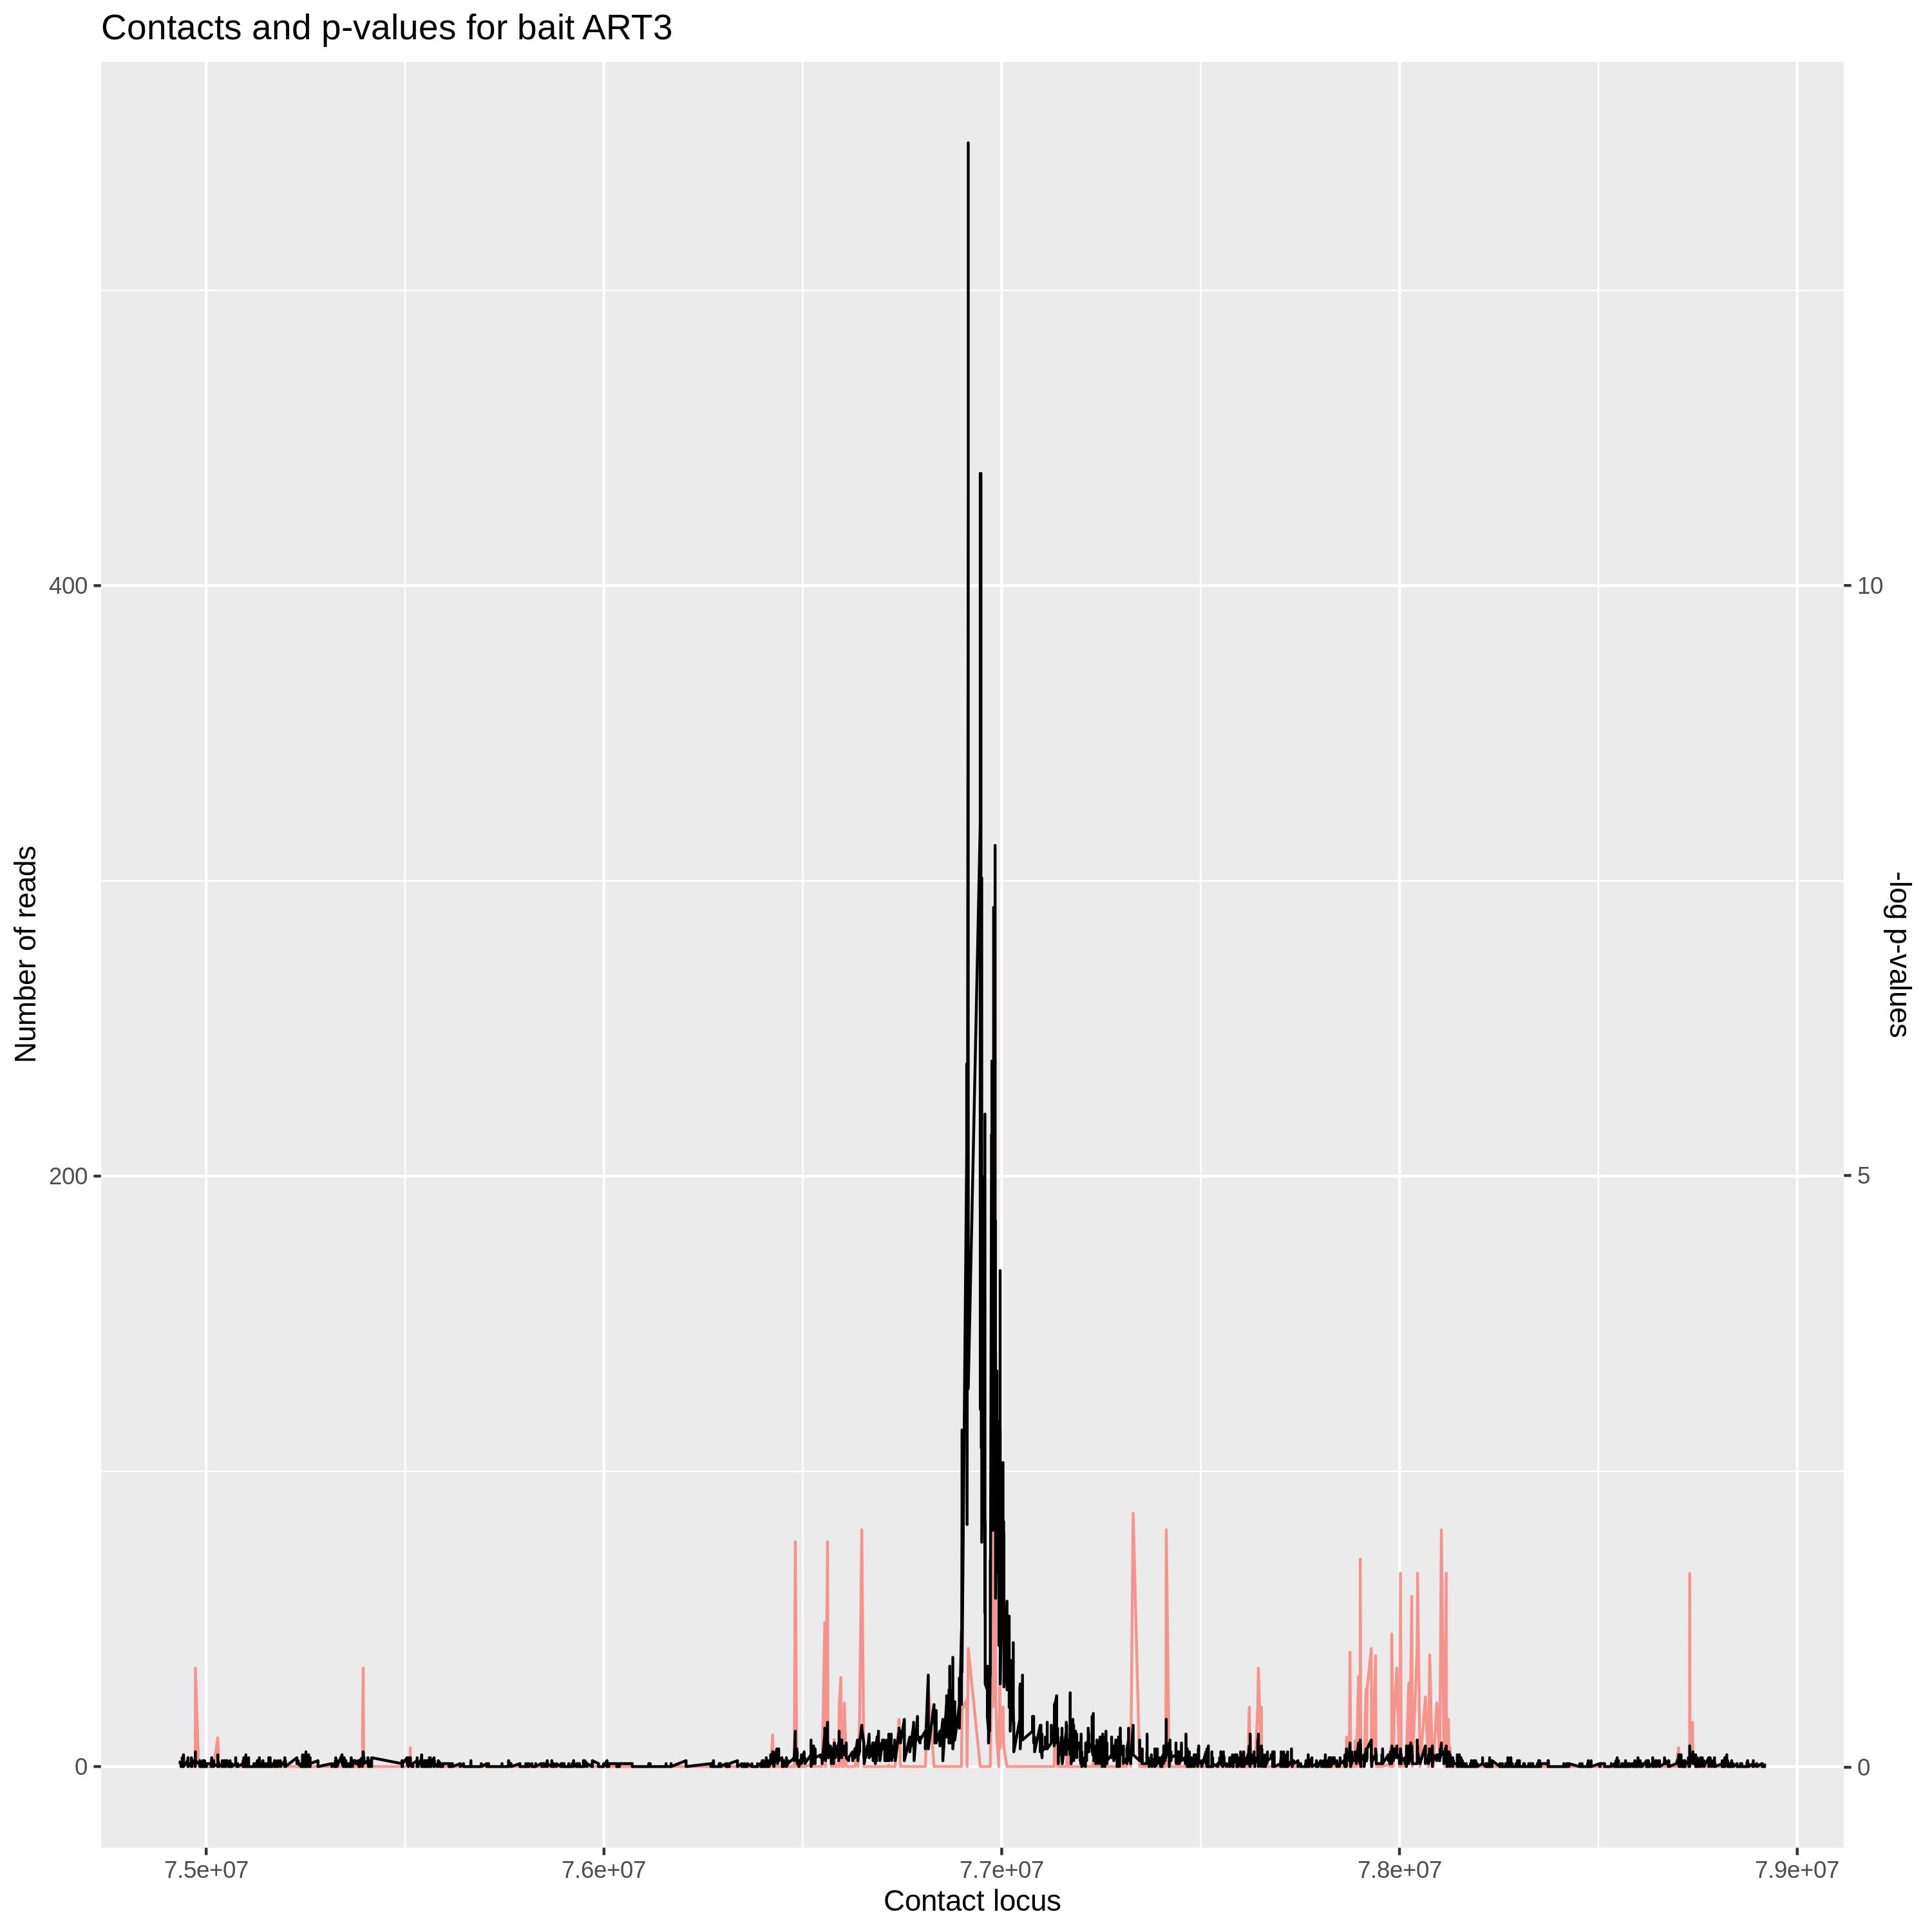 Contacts and p-values for bait ART3
400
200
0
Number of reads
10
5
0
-log p-values
7.5e+07 7.6e+07 7.7e+07 7.8e+07 7.9e+07
Contact locus